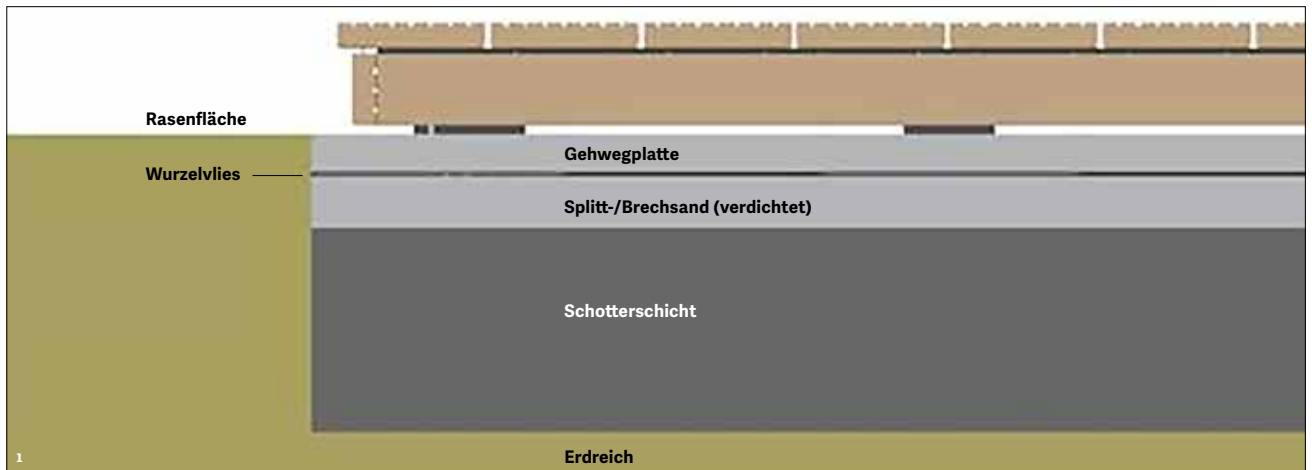 Rasenfläche
Gehwegplatte
Wurzelvlies
Splitt-/Brechsand (verdichtet)
Schotterschicht
Erdreich
1